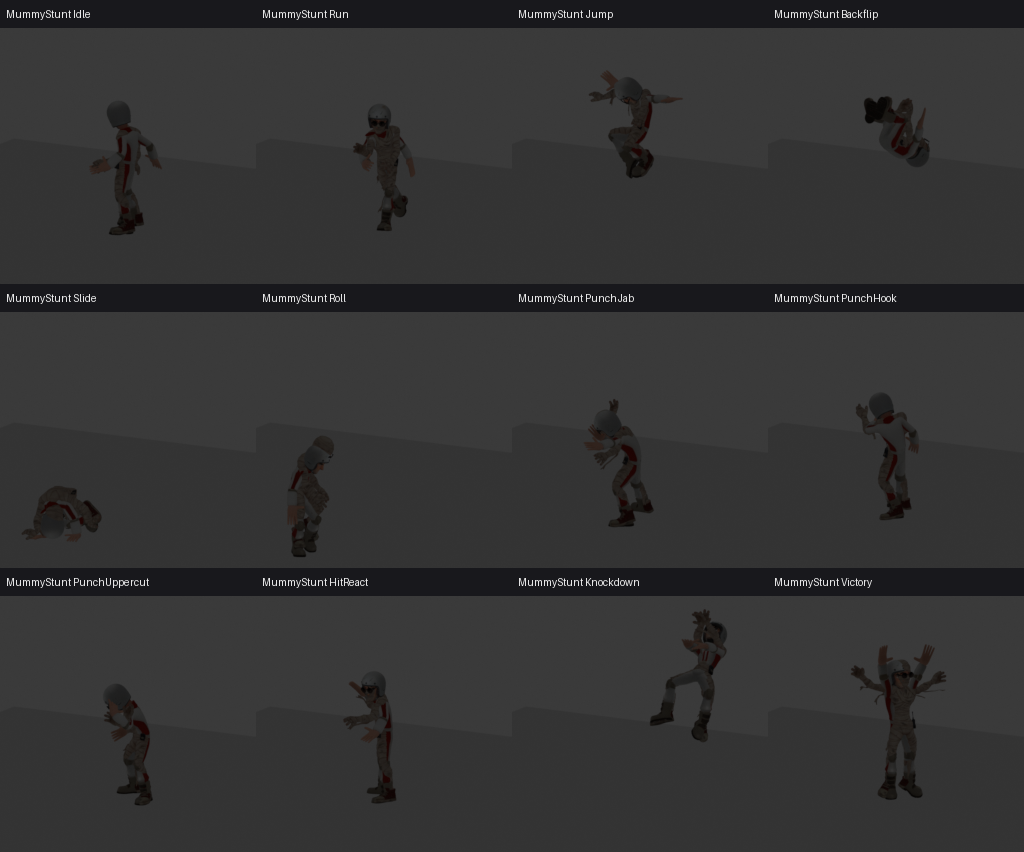 MummyStunt Idle
MummyStunt Run
MummyStunt Jump
MummyStunt Backflip
MummyStunt Slide
MummyStunt Roll
MummyStunt PunchJab
MummyStunt PunchHook
MummyStunt PunchUppercut
MummyStunt HitReact
MummyStunt Knockdown
MummyStunt Victory